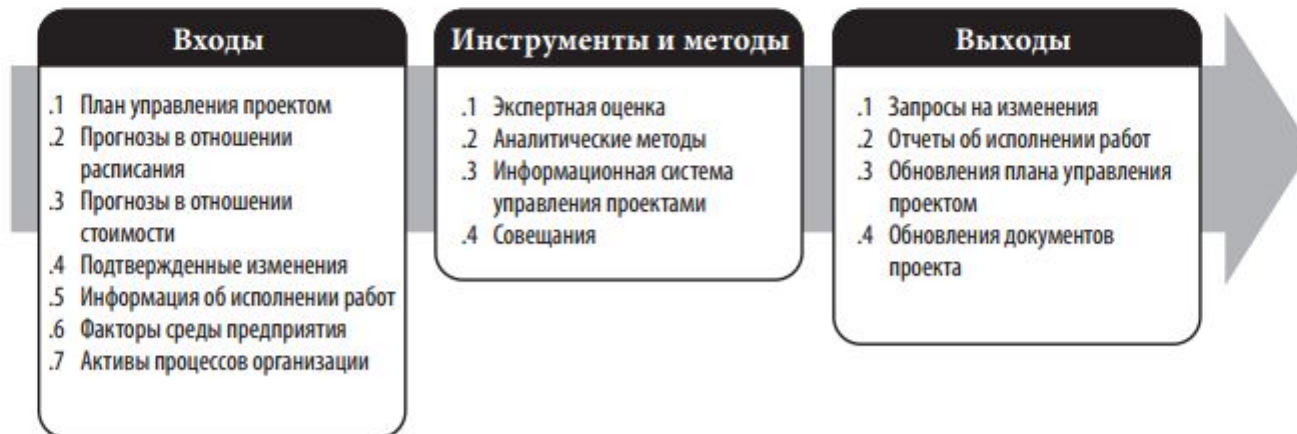 Входы
.1 План управления проектом
.2 Прогнозы в отношении
расписания
.3 Прогнозы в отношении
стоимости
.4 Подтвержденные изменения
.5 Информация об исполнении работ
.6 Факторы среды предприятия
.7 Активы процессов организации
Инструменты и методы
.1 Экспертная оценка
.2 Аналитические методы
.3 Информационная система
управления проектами
.4 Совещания
Выходы
.1 Запросы на изменения
.2 Отчеты об исполнении работ
.3 Обновления плана управления
проектом
.4 Обновления документов
проекта